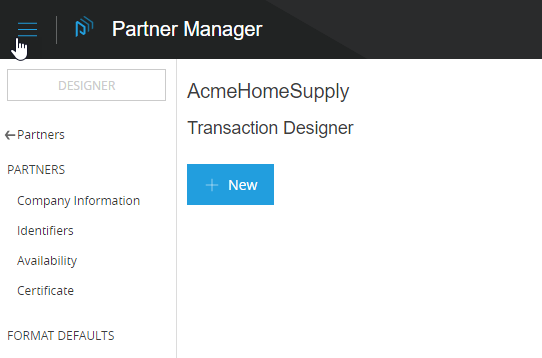 Partner Manager
DESIGNER
Partners
PARTNERS
Company Information
Identifiers
Availability
Certificate
FORMAT DEFAULTS
AcmeHomeSupply
Transaction Designer
New